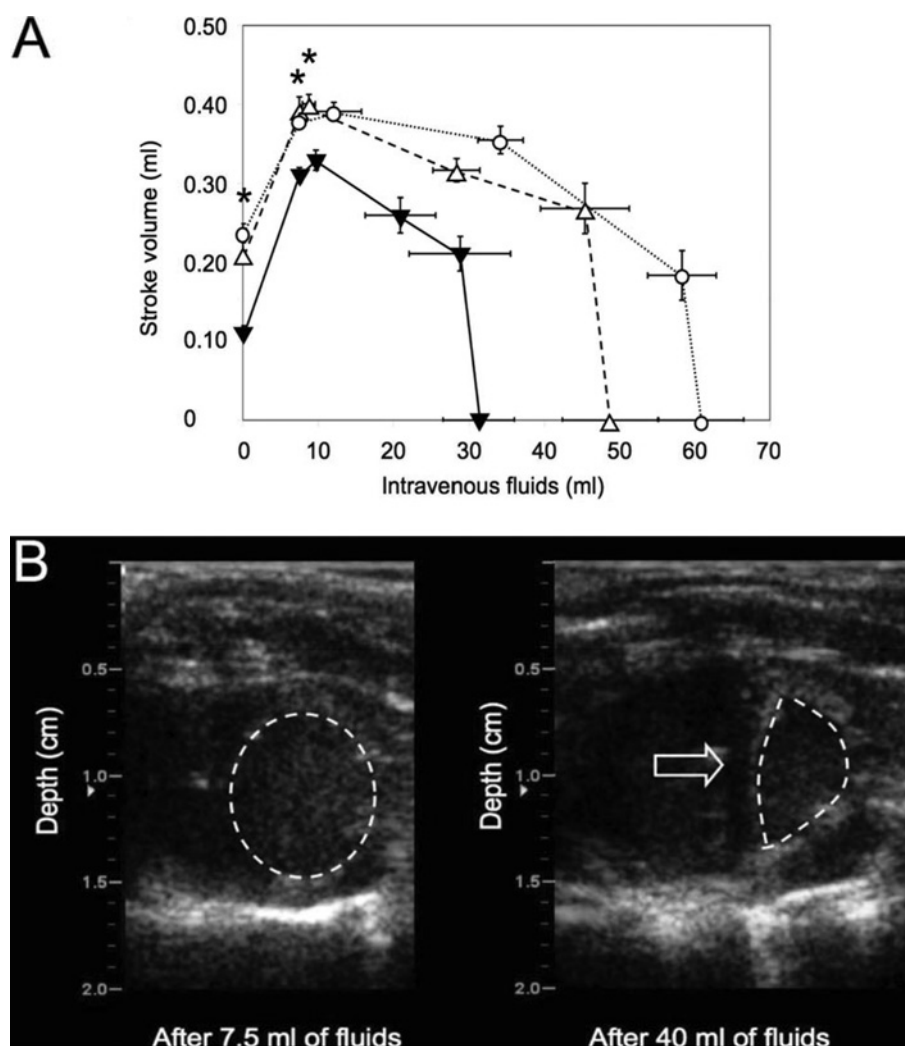 A
Stroke volume (ml)
0.50
0.40
0.30
0.20
0.10
0
*
*
*
0 10 20 30 40 50 60 70
Intravenous fluids (ml)
B
Depth (cm)
0.5
1.0
1.5
2.0
After 7.5 ml of fluids
Depth (cm)
0.5
1.0
1.5
2.0
After 40 ml of fluids